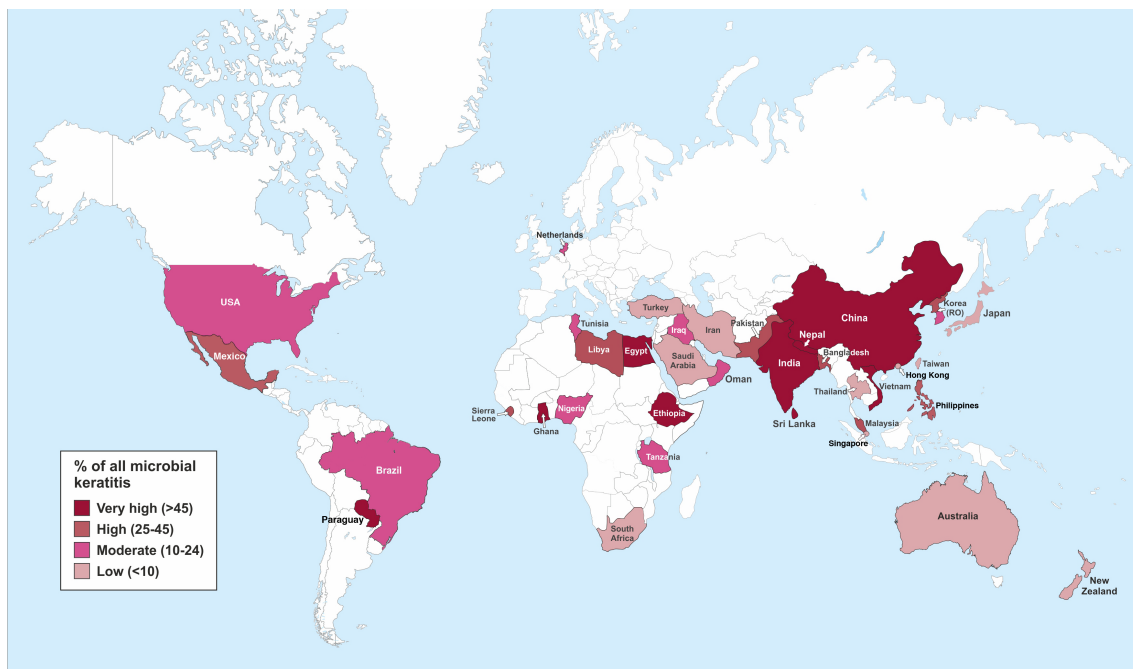 Netherlands
USA
Turkey
Korea
(RO)
Japan
China
Tunisia
Iraq
Iran
Pakistan
Nepal
Mexico
Libya
Egypt
Bangladesh
Saudi
Arabia
India
Taiwan
Oman
Hong Kong
Thailand
Vietnam
Sierra
Leone
Nigeria
Ethiopia
Philippines
Ghana
Sri Lanka
Malaysia
Singapore
Tanzania
Brazil
Paraguay
South
Africa
Australia
New
Zealand
% of all microbial
keratitis
Very high (>45)
High (25-45)
Moderate (10-24)
Low (<10)